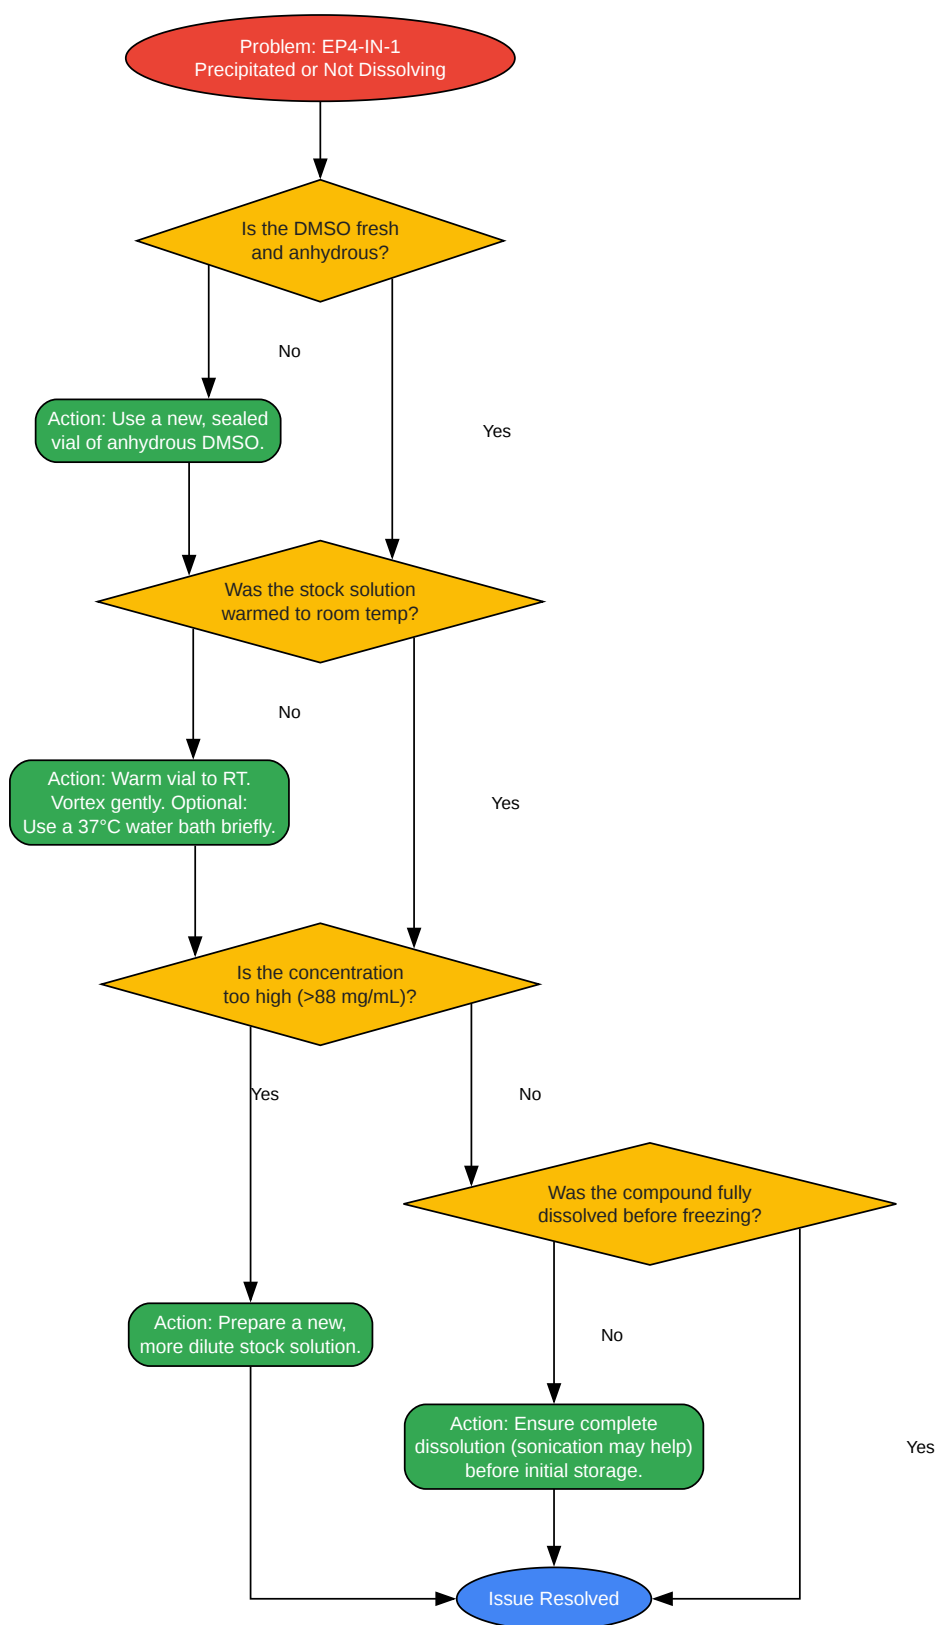 Problem: EP4-IN-1
Precipitated or Not Dissolving
Is the DMSO fresh
and anhydrous?
No
Yes
Action: Use a new, sealed
vial of anhydrous DMSO.
Was the stock solution
warmed to room temp?
No
Yes
Action: Warm vial to RT.
Vortex gently. Optional:
Use a 37°C water bath briefly.
Is the concentration
too high (>88 mg/mL)?
Yes
No
Was the compound fully
dissolved before freezing?
Action: Prepare a new,
more dilute stock solution.
No
Yes
Action: Ensure complete
dissolution (sonication may help)
before initial storage.
Issue Resolved